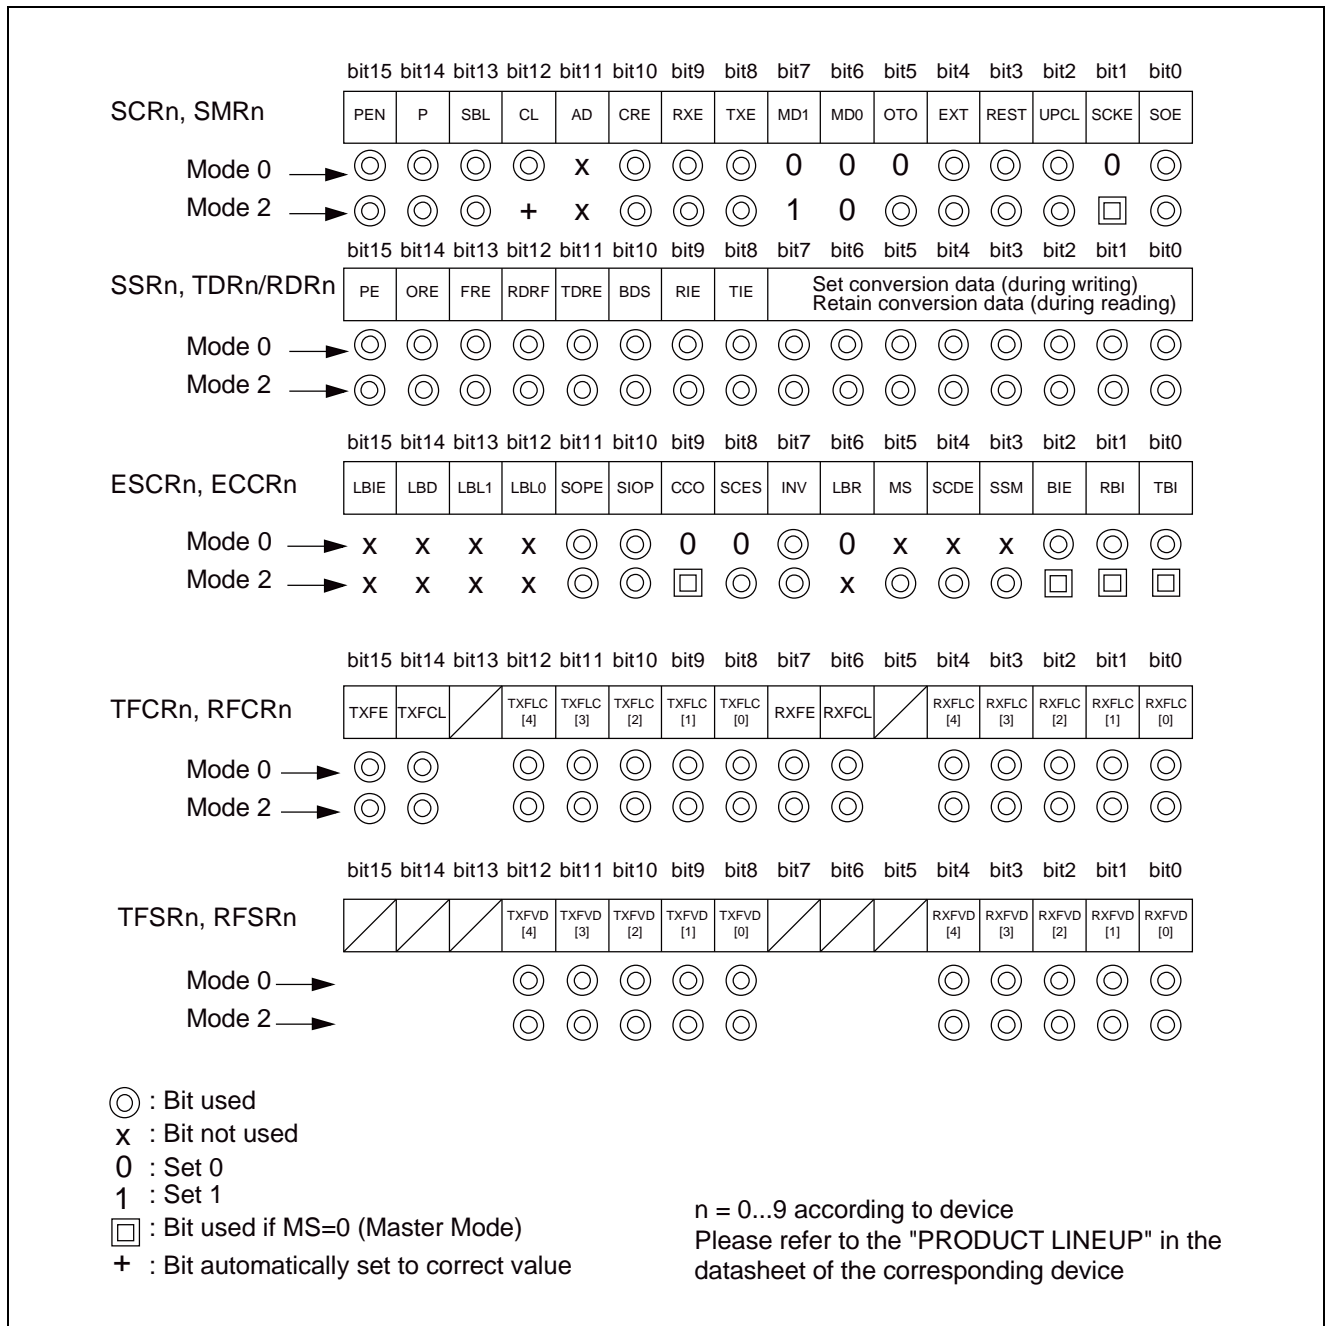 bit15 bit14 bit13 bit12 bit11 bit10 bit9 bit8 bit7 bit6 bit5 bit4 bit3 bit2 bit1 bit0
SCRn, SMRn PEN P SBL CL AD CRE RXE TXE MD1 MD0 OTO EXT REST UPCL SCKE SOE
Mode 0 x 0 0 0 0
Mode 2 + x 1 0
bit15 bit14 bit13 bit12 bit11 bit10 bit9 bit8 bit7 bit6 bit5 bit4 bit3 bit2 bit1 bit0
SSRn, TDRn/RDRn PE ORE FRE RDRF TDRE BDS RIE TIE Set conversion data (during writing)
Retain conversion data (during reading)
Mode 0
Mode 2
bit15 bit14 bit13 bit12 bit11 bit10 bit9 bit8 bit7 bit6 bit5 bit4 bit3 bit2 bit1 bit0
ESCRn, ECCRn LBIE LBD LBL1 LBL0 SOPE SIOP CCO SCES INV LBR MS SCDE SSM BIE RBI TBI
Mode 0 x x x x 0 0 0 x x x
Mode 2 x x x x x
bit15 bit14 bit13 bit12 bit11 bit10 bit9 bit8 bit7 bit6 bit5 bit4 bit3 bit2 bit1 bit0
TFCRn, RFCRn TXFE TXFCL TXFLC [4] TXFLC [3] TXFLC [2] TXFLC [1] TXFLC [0] RXFE RXFCL RXFLC [4] RXFLC [3] RXFLC [2] RXFLC [1] RXFLC [0]
Mode 0
Mode 2
bit15 bit14 bit13 bit12 bit11 bit10 bit9 bit8 bit7 bit6 bit5 bit4 bit3 bit2 bit1 bit0
TFSRn, RFSRn TXFVD [4] TXFVD [3] TXFVD [2] TXFVD [1] TXFVD [0] RXFVD [4] RXFVD [3] RXFVD [2] RXFVD [1] RXFVD [0]
Mode 0
Mode 2
: Bit used
x : Bit not used
0 : Set 0
1 : Set 1
: Bit used if MS=0 (Master Mode)
+ : Bit automatically set to correct value
n = 0...9 according to device
Please refer to the "PRODUCT LINEUP" in the
datasheet of the corresponding device